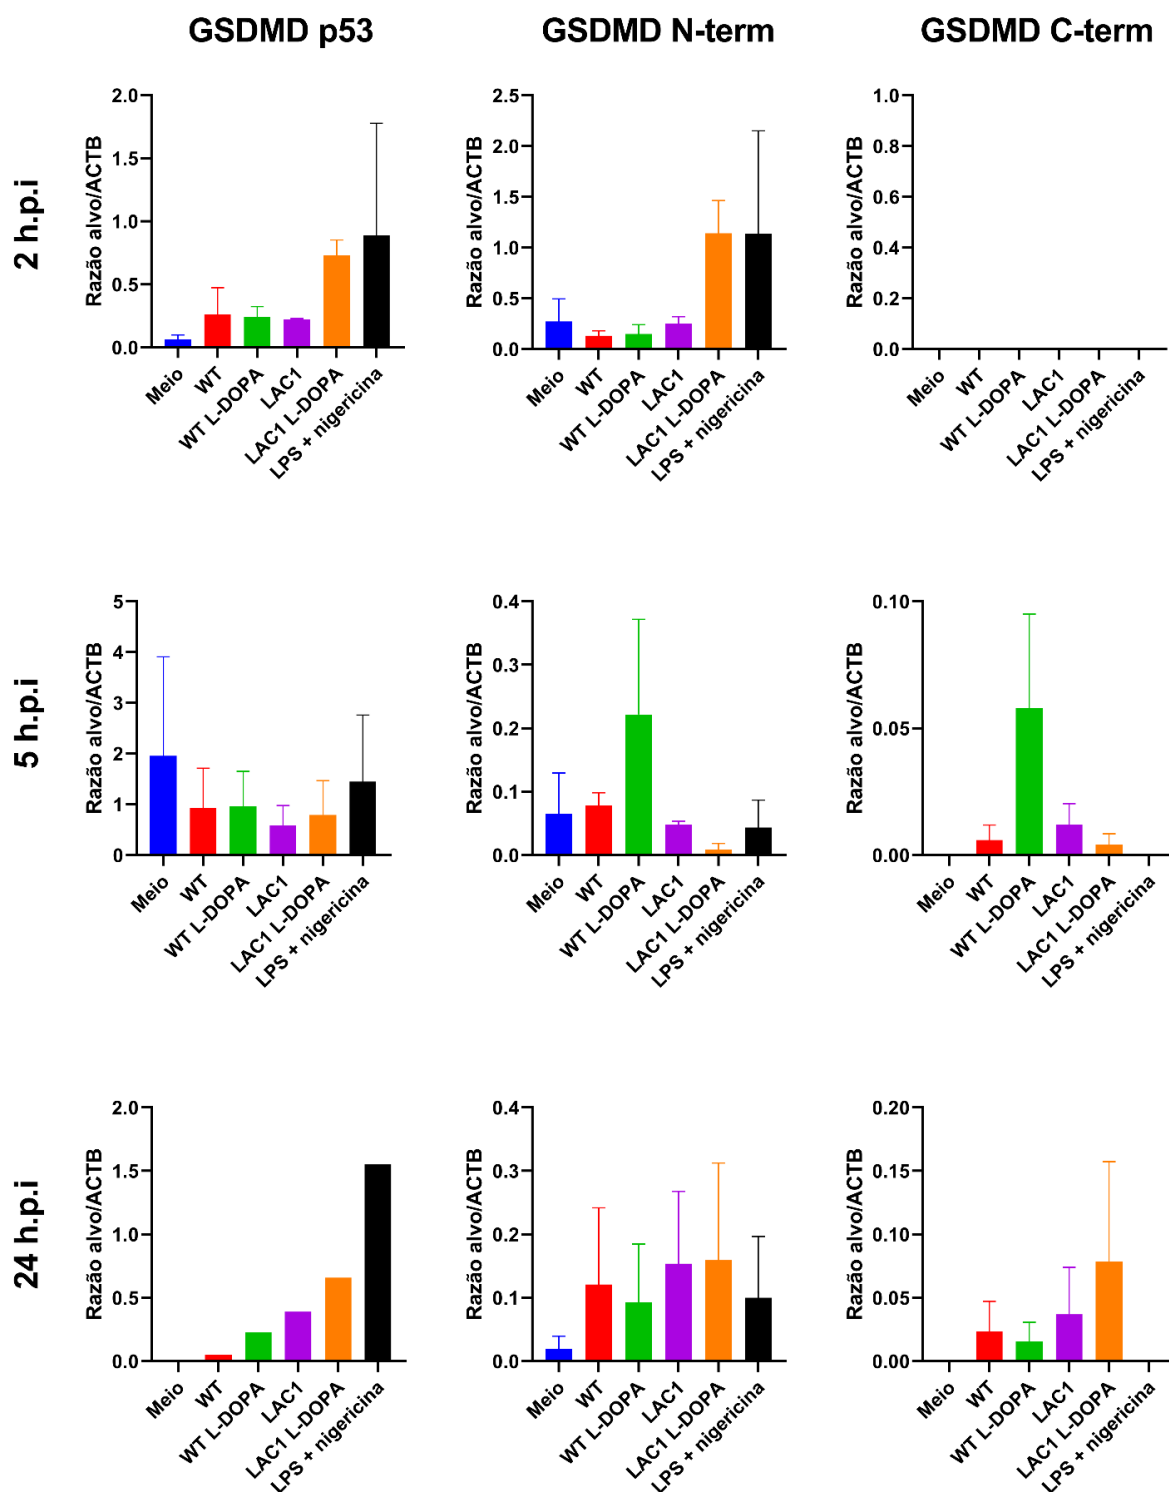 GSDMD p53
GSDMD N-term
GSDMD C-term
2 h.p.i
Razão alvo/ACTB
2.0
1.5
1.0
0.5
0.0
Meio
WT
WT L-DOPA
LAC1
LAC1 L-DOPA
LPS + nigericina
Razão alvo/ACTB
2.5
2.0
1.5
1.0
0.5
0.0
Meio
WT
WT L-DOPA
LAC1
LAC1 L-DOPA
LPS + nigericina
Razão alvo/ACTB
1.0
0.8
0.6
0.4
0.2
0.0
Meio
WT
WT L-DOPA
LAC1
LAC1 L-DOPA
LPS + nigericina
5 h.p.i
Razão alvo/ACTB
5
4
3
2
1
0
Meio
WT
WT L-DOPA
LAC1
LAC1 L-DOPA
LPS + nigericina
Razão alvo/ACTB
0.4
0.3
0.2
0.1
0.0
Meio
WT
WT L-DOPA
LAC1
LAC1 L-DOPA
LPS + nigericina
Razão alvo/ACTB
0.10
0.05
0.00
Meio
WT
WT L-DOPA
LAC1
LAC1 L-DOPA
LPS + nigericina
24 h.p.i
Razão alvo/ACTB
2.0
1.5
1.0
0.5
0.0
Meio
WT
WT L-DOPA
LAC1
LAC1 L-DOPA
LPS + nigericina
Razão alvo/ACTB
0.4
0.3
0.2
0.1
0.0
Meio
WT
WT L-DOPA
LAC1
LAC1 L-DOPA
LPS + nigericina
Razão alvo/ACTB
0.20
0.15
0.10
0.05
0.00
Meio
WT
WT L-DOPA
LAC1
LAC1 L-DOPA
LPS + nigericina